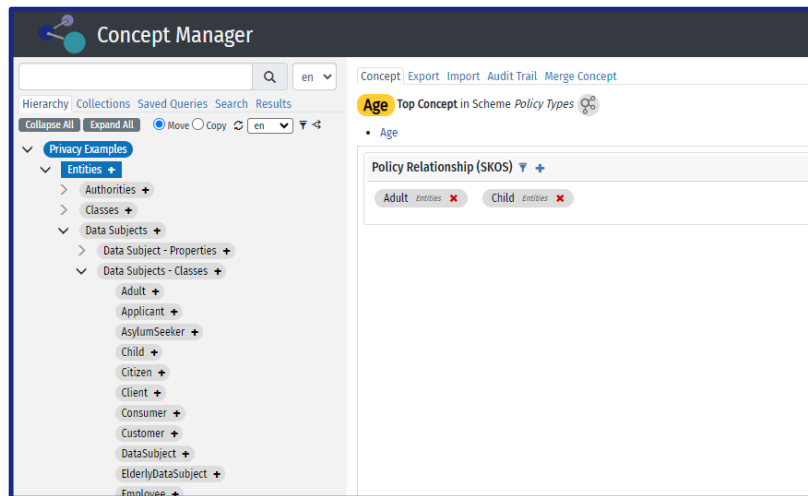 Concept Manager
en
Hierarchy Collections Saved Queries Search Results
Collapse All Expand All Move Copy en
Privacy Examples
Entities +
Authorities +
Classes +
Data Subjects +
Data Subject - Properties +
Data Subjects - Classes +
Adult +
Applicant +
AsylumSeeker +
Child +
Citizen +
Client +
Consumer +
Customer +
DataSubject +
ElderlyDataSubject +
Employee +
Concept Export Import Audit Trail Merge Concept
Age Top Concept in Scheme Policy Types
• Age
Policy Relationship (SKOS) +
Adult Entities ✖ Child Entities ✖